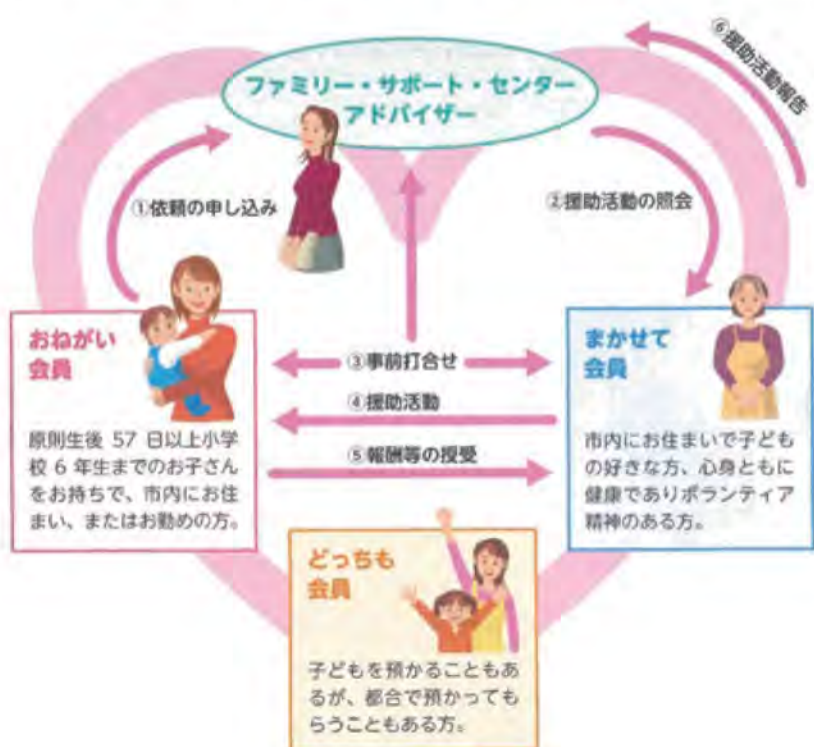 ファミリー・サポート・センター
アドバイザー
⑥援助活動報告
①依頼の申し込み
②援助活動の照会
おねがい
会員
原則生後 57 日以上小学
校 6 年生までのお子さん
をお持ちで、市内にお住
まい、またはお勤めの方。
③事前打合せ
④援助活動
⑤報酬等の授受
まかせて
会員
市内にお住まいで子ども
の好きな方、心身ともに
健康でありボランティア
精神のある方。
どっちも
会員
子どもを預かることもあ
るが、都合で預かっても
らうこともある方。